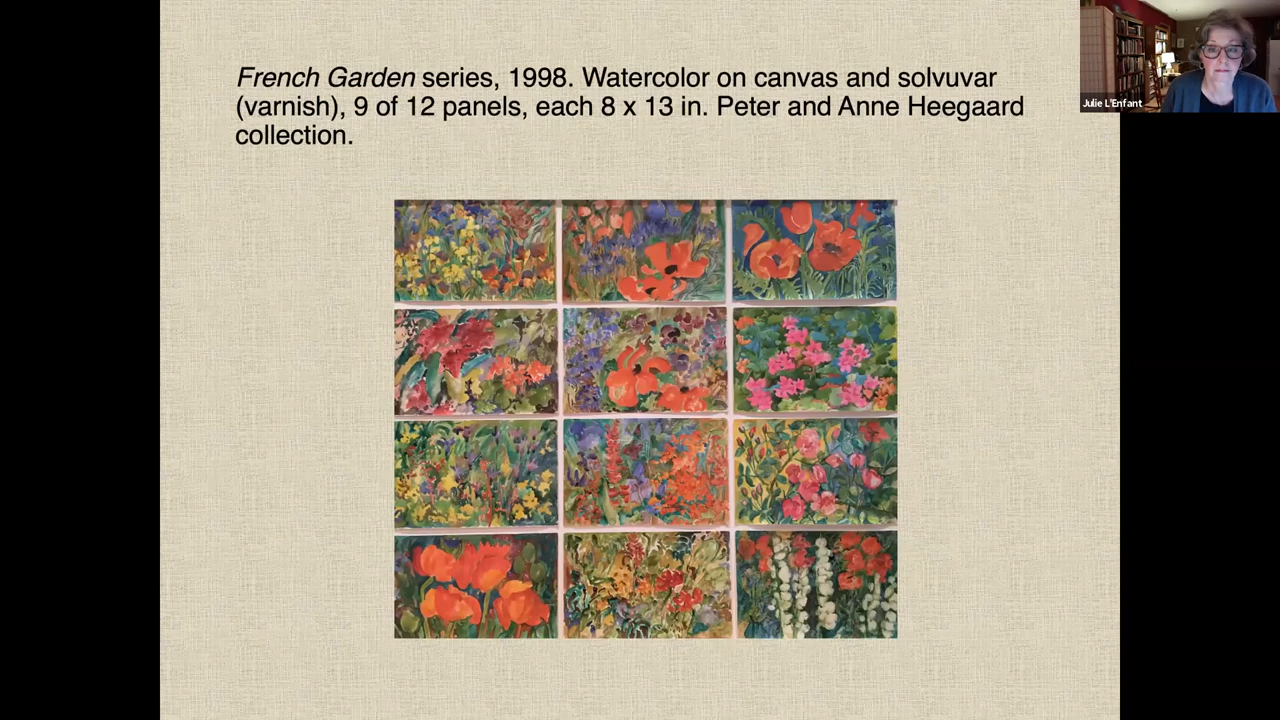 French Garden series, 1998. Watercolor on canvas and solvuvar
(varnish), 9 of 12 panels, each 8 x 13 in. Peter and Anne Heegaard
collection.
Julie L'Enfant